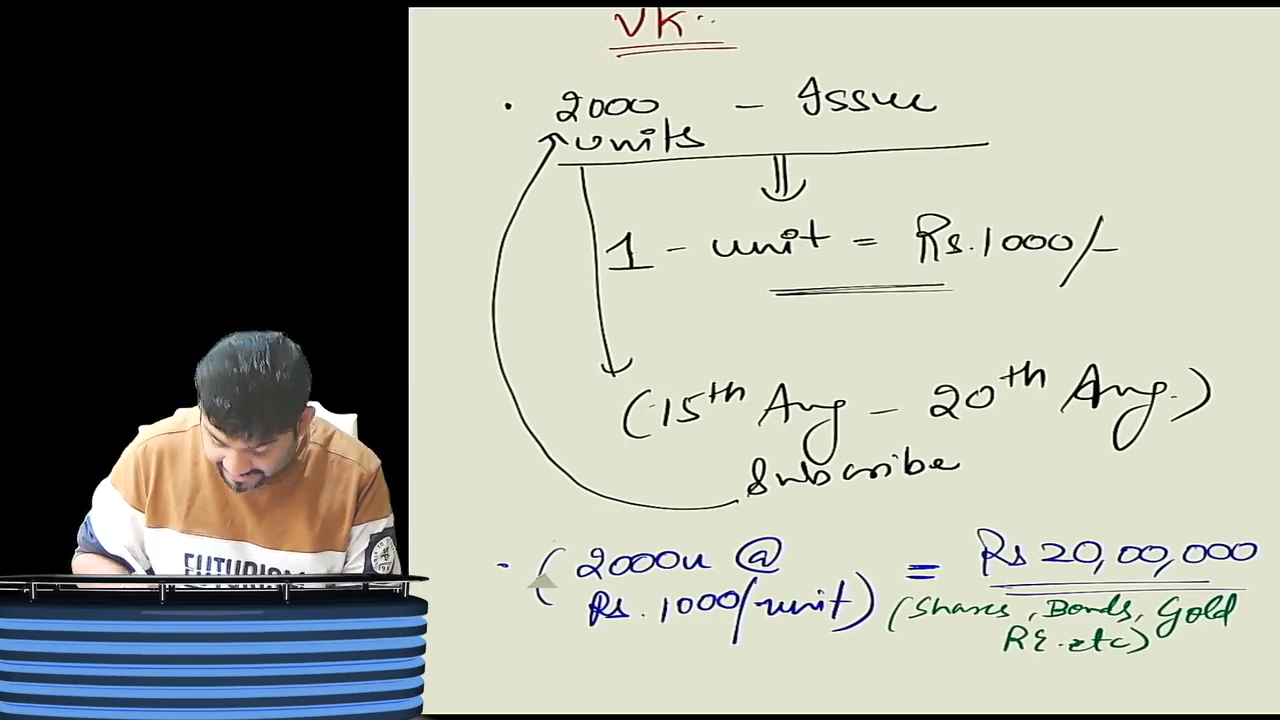 VK..
• 2000 - Issue
units
1 - unit = Rs.1000/-
(15th Aug - 20th Aug.)
Subscribe
- (2000u @ = Rs 20,00,000
Rs.1000/unit) (Shares, Bonds, Gold
RE.etc)
FUTURISM